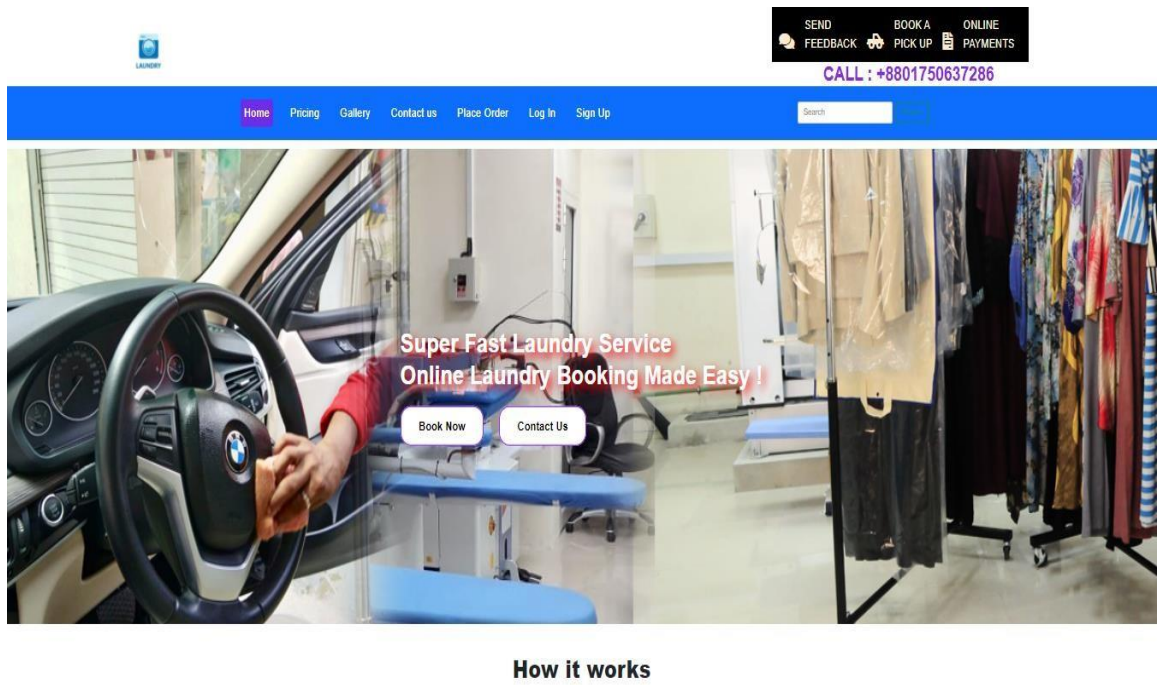 LAUNDRY
SEND
FEEDBACK
BOOK A
PICK UP
ONLINE
PAYMENTS
CALL : +8801750637286
Home
Pricing
Gallery
Contact us
Place Order
Log In
Sign Up
Search
Super Fast Laundry Service
Online Laundry Booking Made Easy !
Book Now
Contact Us
How it works